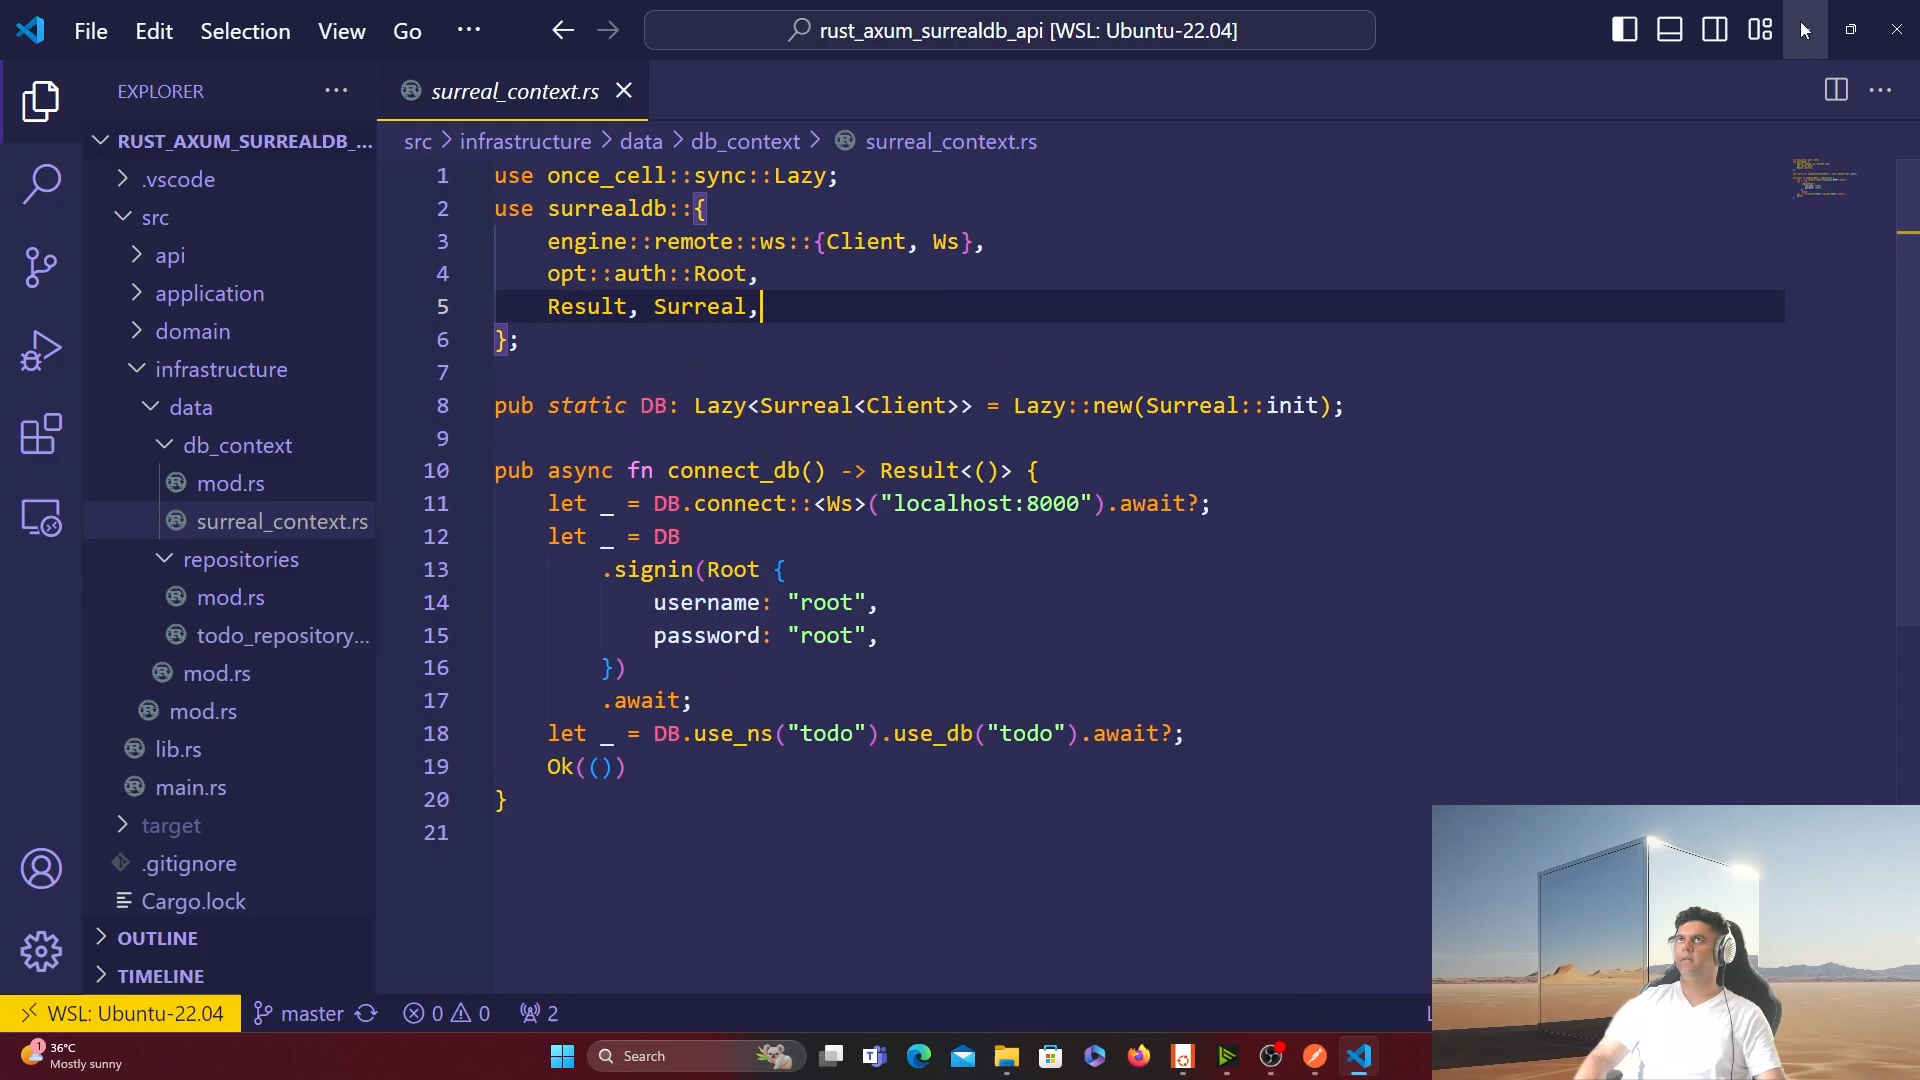 File Edit Selection View Go ···
rust_axum_surrealdb_api [WSL: Ubuntu-22.04]
EXPLORER
surreal_context.rs
RUST_AXUM_SURREALDB_...
.vscode
src
api
application
domain
infrastructure
data
db_context
mod.rs
surreal_context.rs
repositories
mod.rs
todo_repository...
mod.rs
mod.rs
lib.rs
main.rs
target
.gitignore
Cargo.lock
OUTLINE
TIMELINE
src > infrastructure > data > db_context > surreal_context.rs
1 use once_cell::sync::Lazy;
2 use surrealdb::{
3 engine::remote::ws::{Client, Ws},
4 opt::auth::Root,
5 Result, Surreal,
6 };
7
8 pub static DB: Lazy<Surreal<Client>> = Lazy::new(Surreal::init);
9
10 pub async fn connect_db() -> Result<()> {
11 let _ = DB.connect::<Ws>("localhost:8000").await?;
12 let _ = DB
13 .signin(Root {
14 username: "root",
15 password: "root",
16 })
17 .await;
18 let _ = DB.use_ns("todo").use_db("todo").await?;
19 Ok(())
20 }
21
WSL: Ubuntu-22.04 master 0 0 2
1
36°C
Mostly sunny
Search